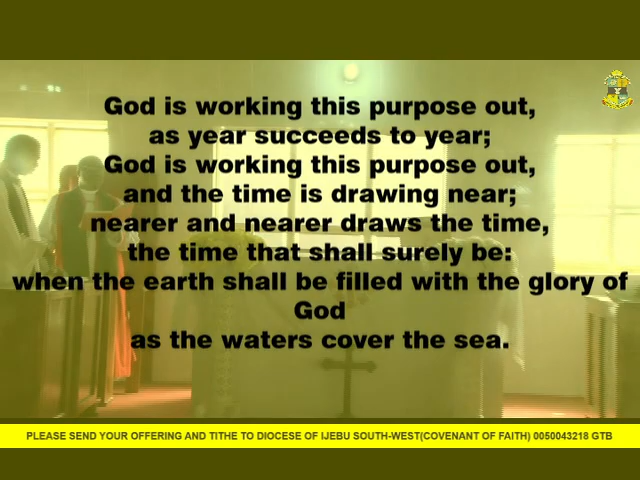 God is working this purpose out,
as year succeeds to year;
God is working this purpose out,
and the time is drawing near;
nearer and nearer draws the time,
the time that shall surely be:
when the earth shall be filled with the glory of
God
as the waters cover the sea.
PLEASE SEND YOUR OFFERING AND TITHE TO DIOCESE OF IJEBU SOUTH-WEST(COVENANT OF FAITH) 0050043218 GTB